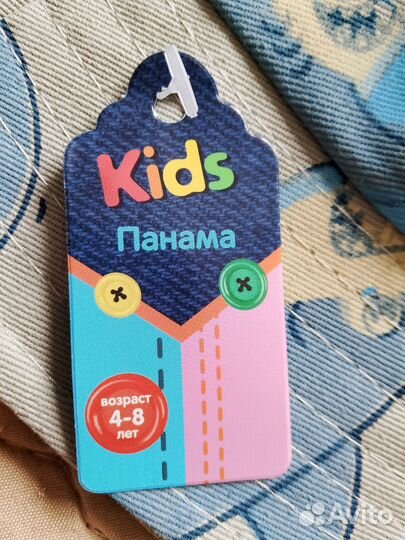 Kids
Панама
возраст
4-8
лет
Avito